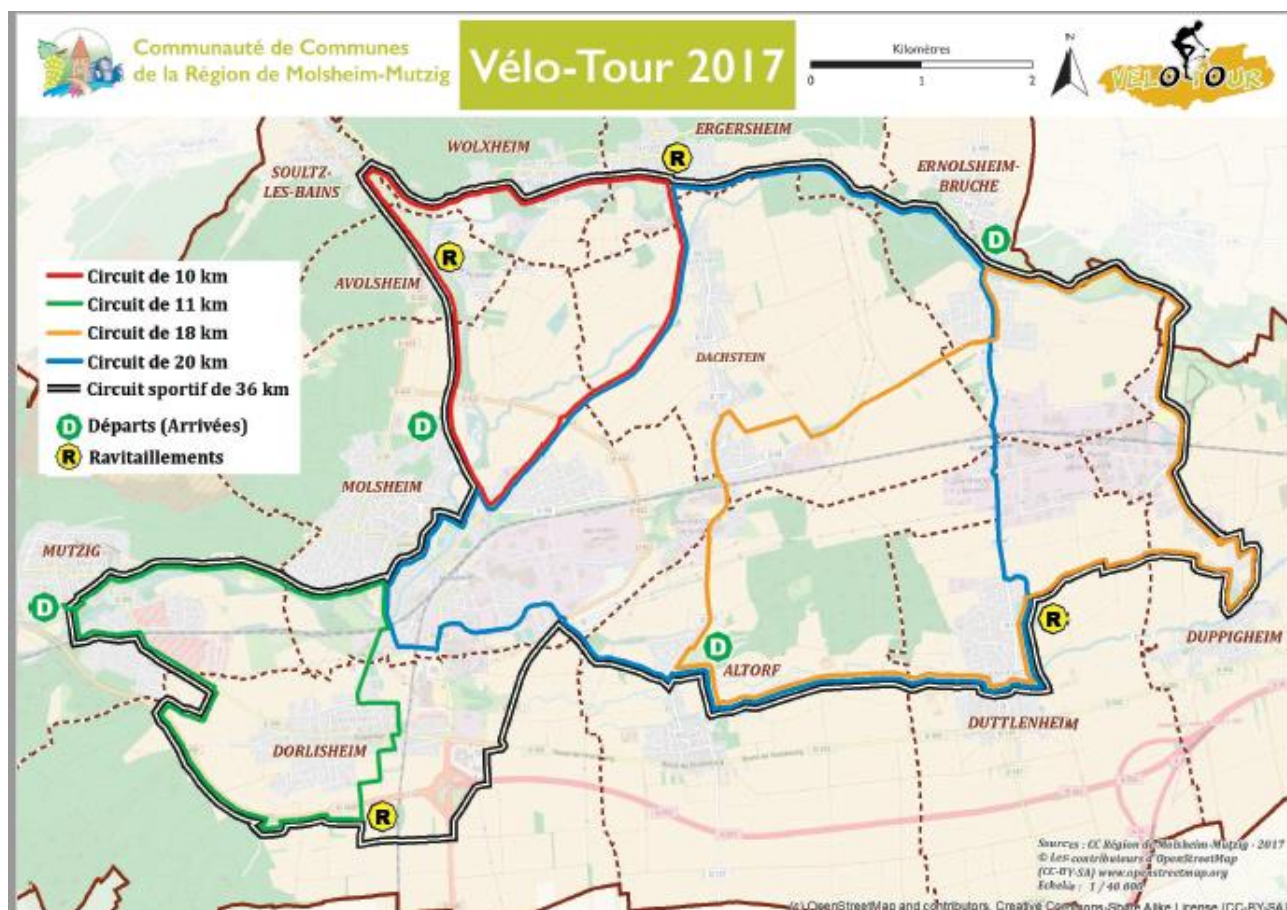 Communauté de Communes
de la Région de Molsheim-Mutzig
Vélo-Tour 2017
Kilomètres
0 1 2
N
VÉLO TOUR
ERGERSHEIM
WOLXHEIM
R
SOULTZ-
LES-BAINS
ERNOLSHEIM-
BRUCHE
D
R
AVOLSHEIM
Circuit de 10 km
Circuit de 11 km
Circuit de 18 km
Circuit de 20 km
Circuit sportif de 36 km
D Départs (Arrivées)
R Ravitaillements
DACHSTEIN
D
MOLSHEIM
MUTZIG
D
R
DUPPIGHEIM
D
ALTORF
DUTTLENHEIM
DORLISHEIM
R
Sources : CC Région de Molsheim-Mutzig - 2017
© Les contributeurs d'OpenStreetMap
(CC-BY-SA) www.openstreetmap.org
Echelle : 1 / 40 000
(c) OpenStreetMap and contributors, Creative Commons-Share Alike License (CC-BY-SA)